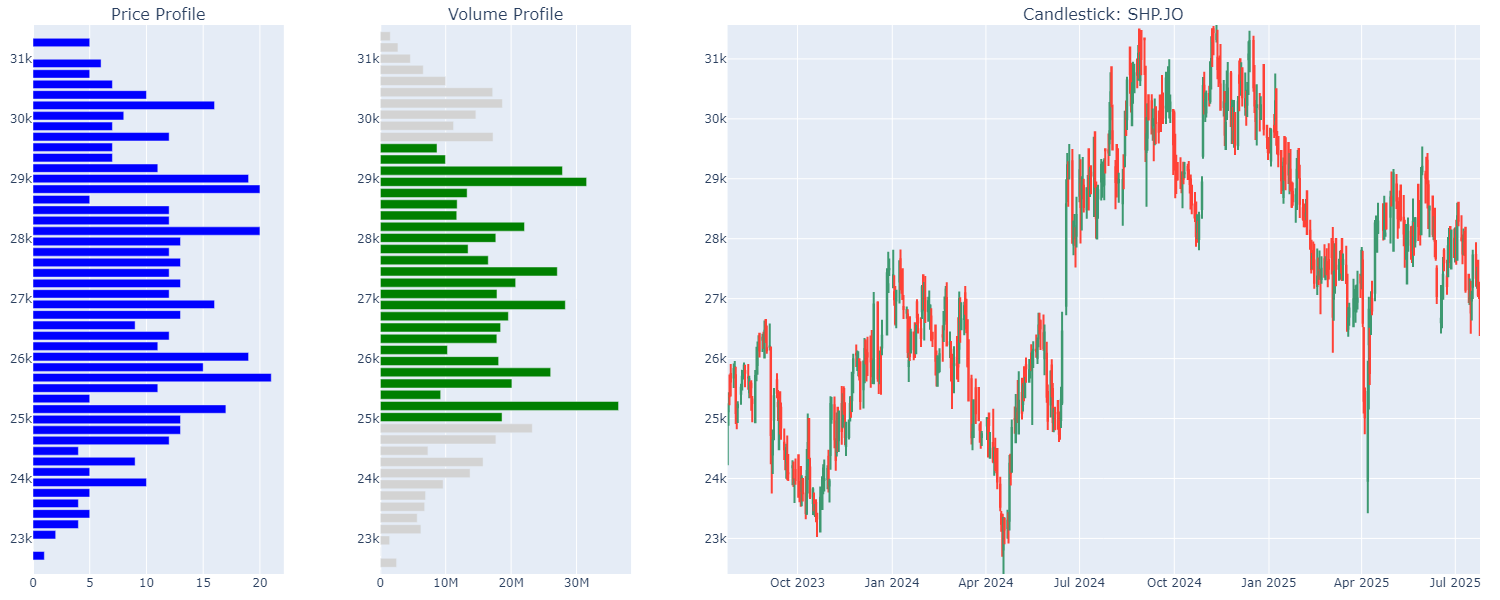 Price Profile
Volume Profile
Candlestick: SHP.JO
31k
30k
29k
28k
27k
26k
25k
24k
23k
0
5
10
15
20
31k
30k
29k
28k
27k
26k
25k
24k
23k
0
10M
20M
30M
31k
30k
29k
28k
27k
26k
25k
24k
23k
Oct 2023
Jan 2024
Apr 2024
Jul 2024
Oct 2024
Jan 2025
Apr 2025
Jul 2025